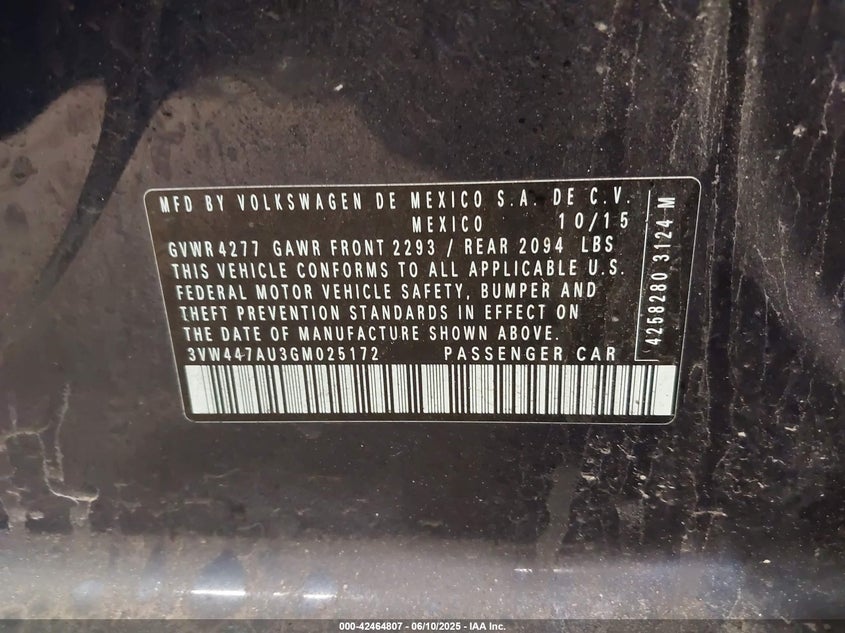 MFD BY VOLKSWAGEN DE MEXICO S.A. DE C.V.
MEXICO 10/15
GVWR 4277 GAWR FRONT 2293 / REAR 2094 LBS
THIS VEHICLE CONFORMS TO ALL APPLICABLE U.S.
FEDERAL MOTOR VEHICLE SAFETY, BUMPER AND
THEFT PREVENTION STANDARDS IN EFFECT ON
THE DATE OF MANUFACTURE SHOWN ABOVE.
3VW447AU3GM025172 PASSENGER CAR
4258280 3124 M
000-42464807 - 06/10/2025 - IAA Inc.